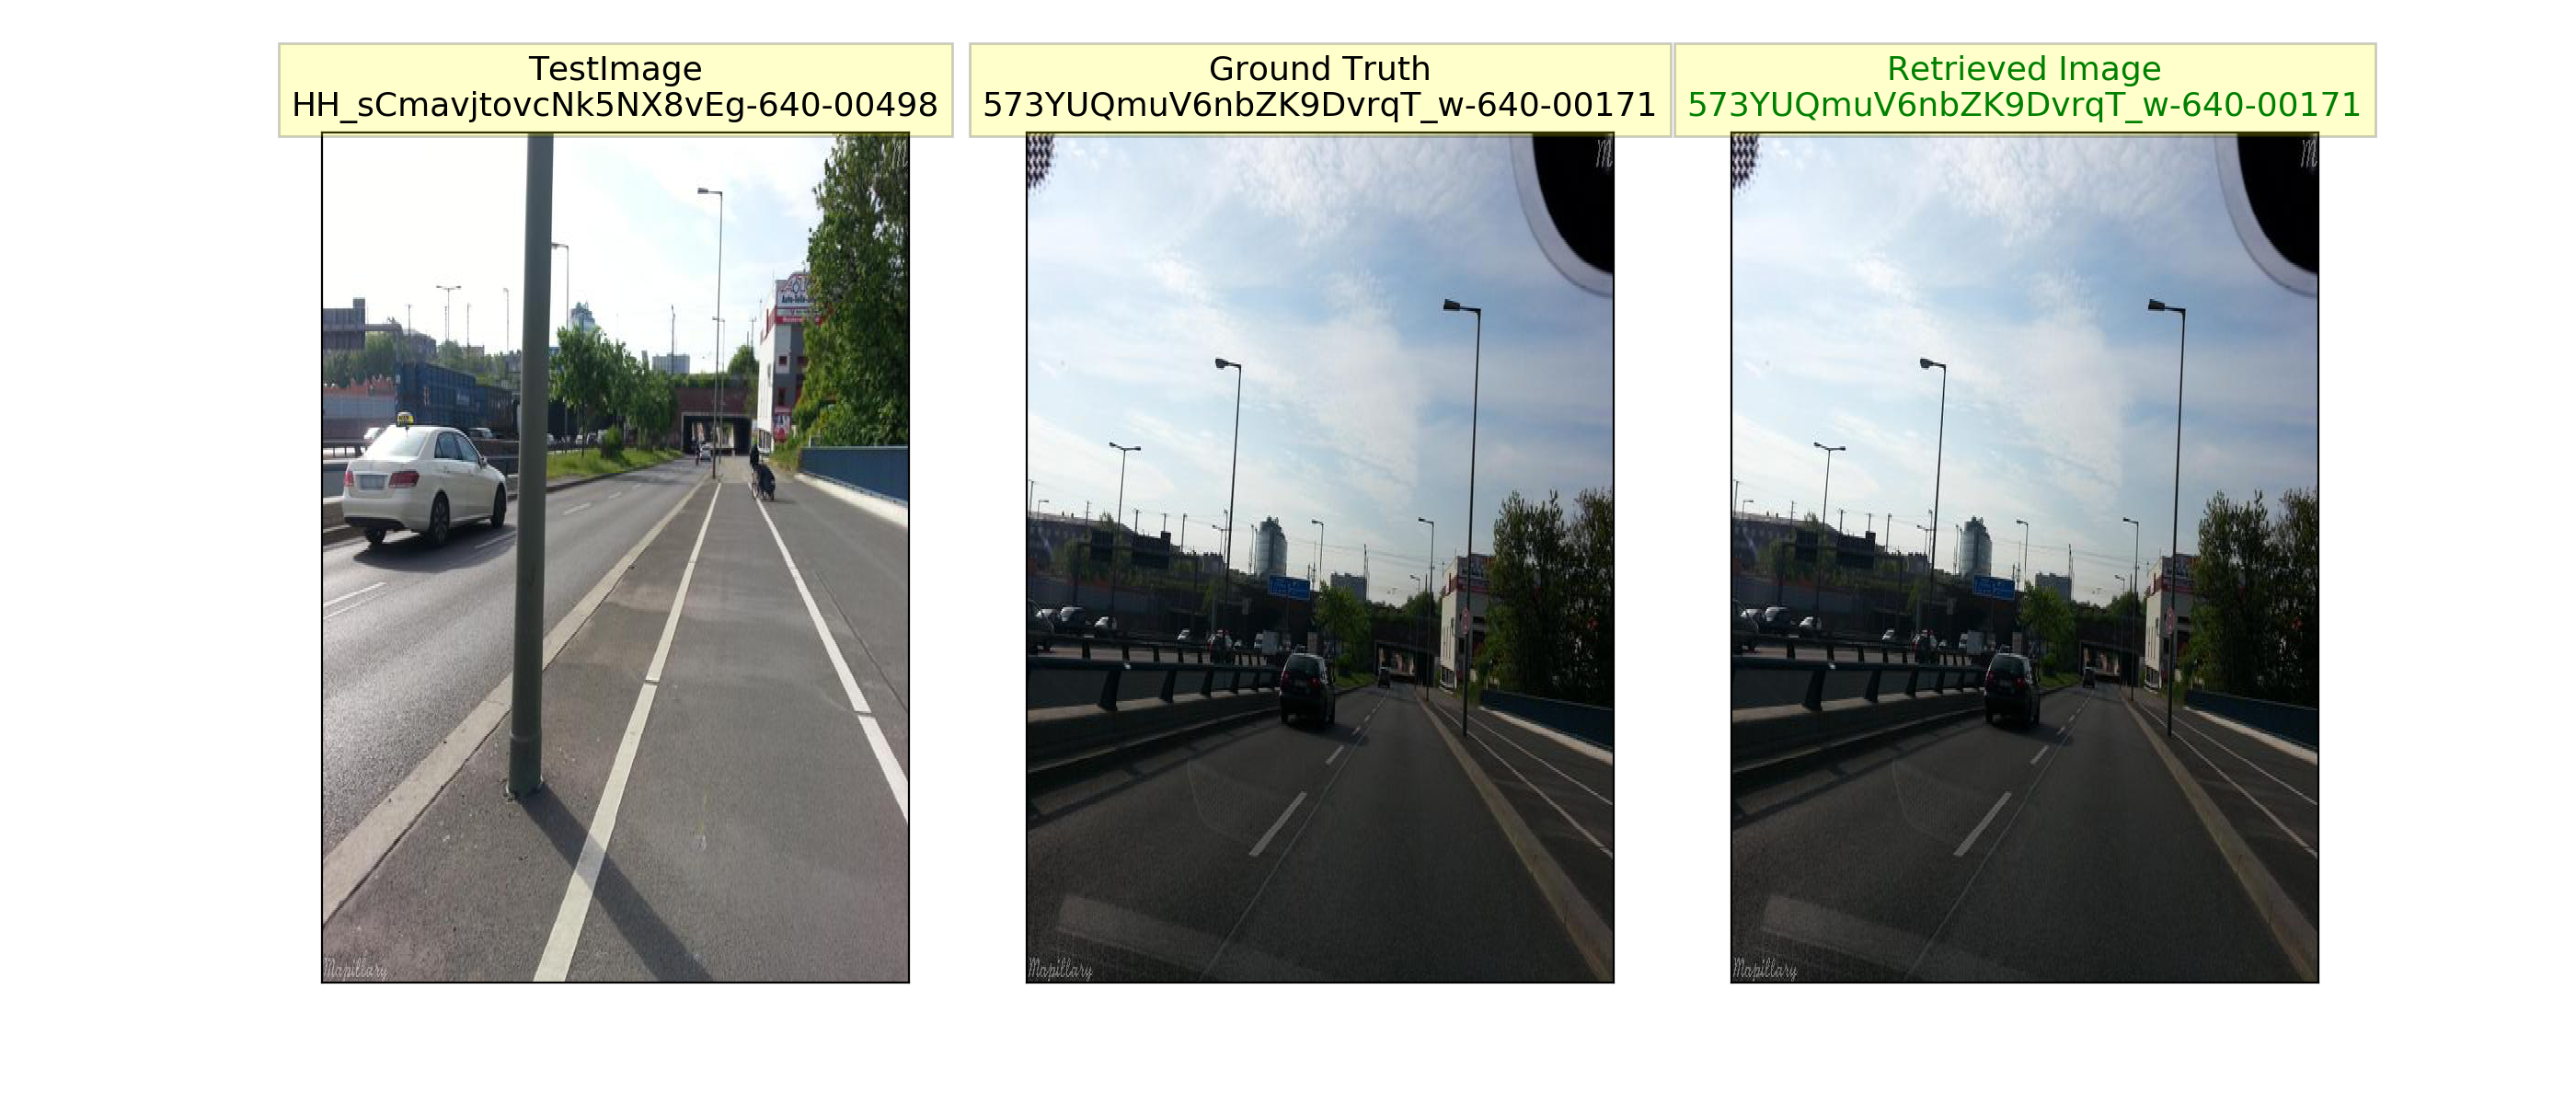 TestImage
HH_sCmavjtovcNk5NX8vEg-640-00498
Ground Truth
573YUQmuV6nbZK9DvrqT_w-640-00171
Retrieved Image
573YUQmuV6nbZK9DvrqT_w-640-00171
M
M
M
Mapillary
Mapillary
Mapillary